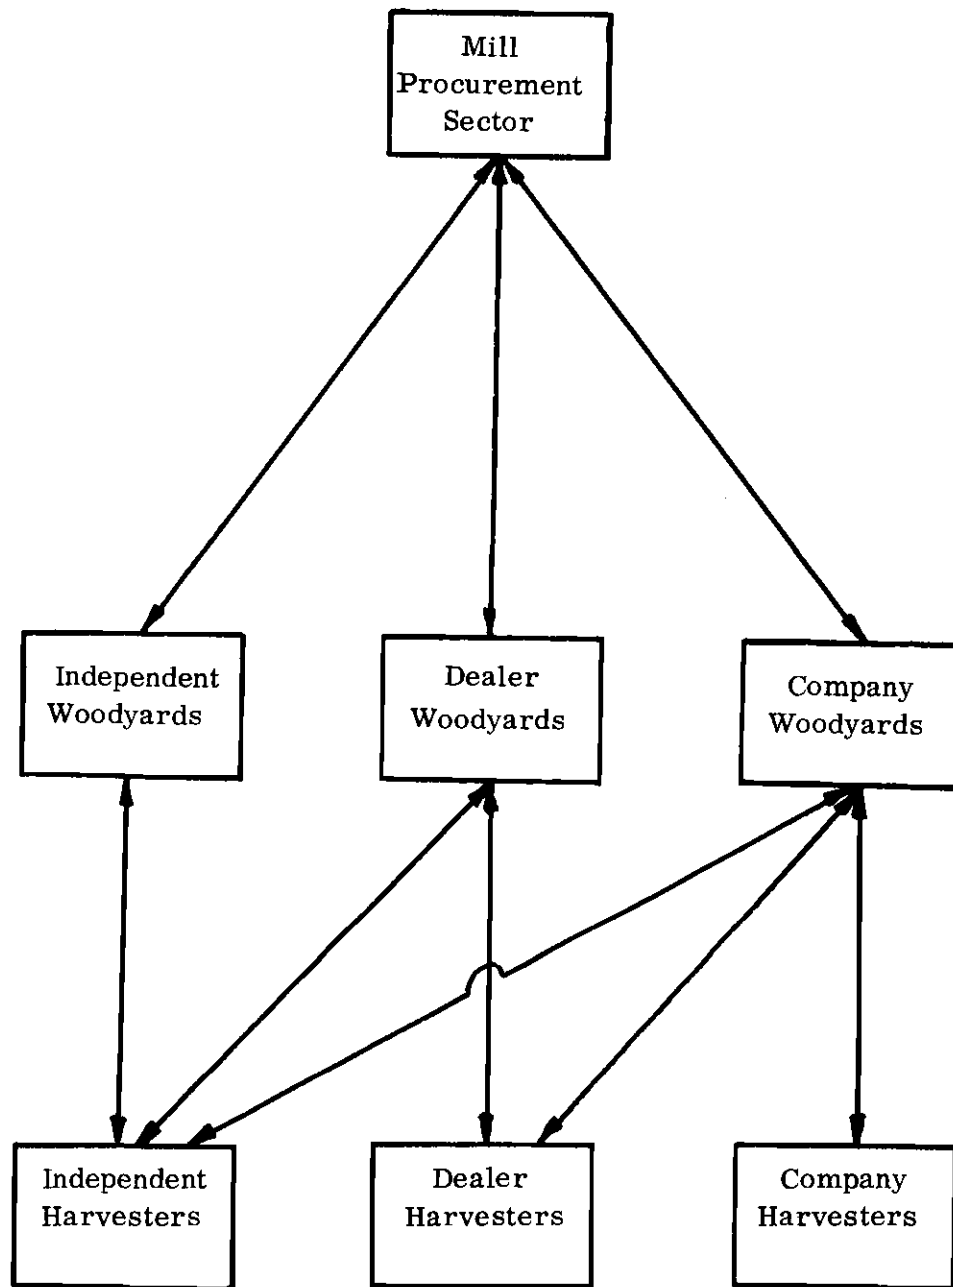 Mill
Procurement
Sector
Independent
Woodyards
Dealer
Woodyards
Company
Woodyards
Independent
Harvesters
Dealer
Harvesters
Company
Harvesters